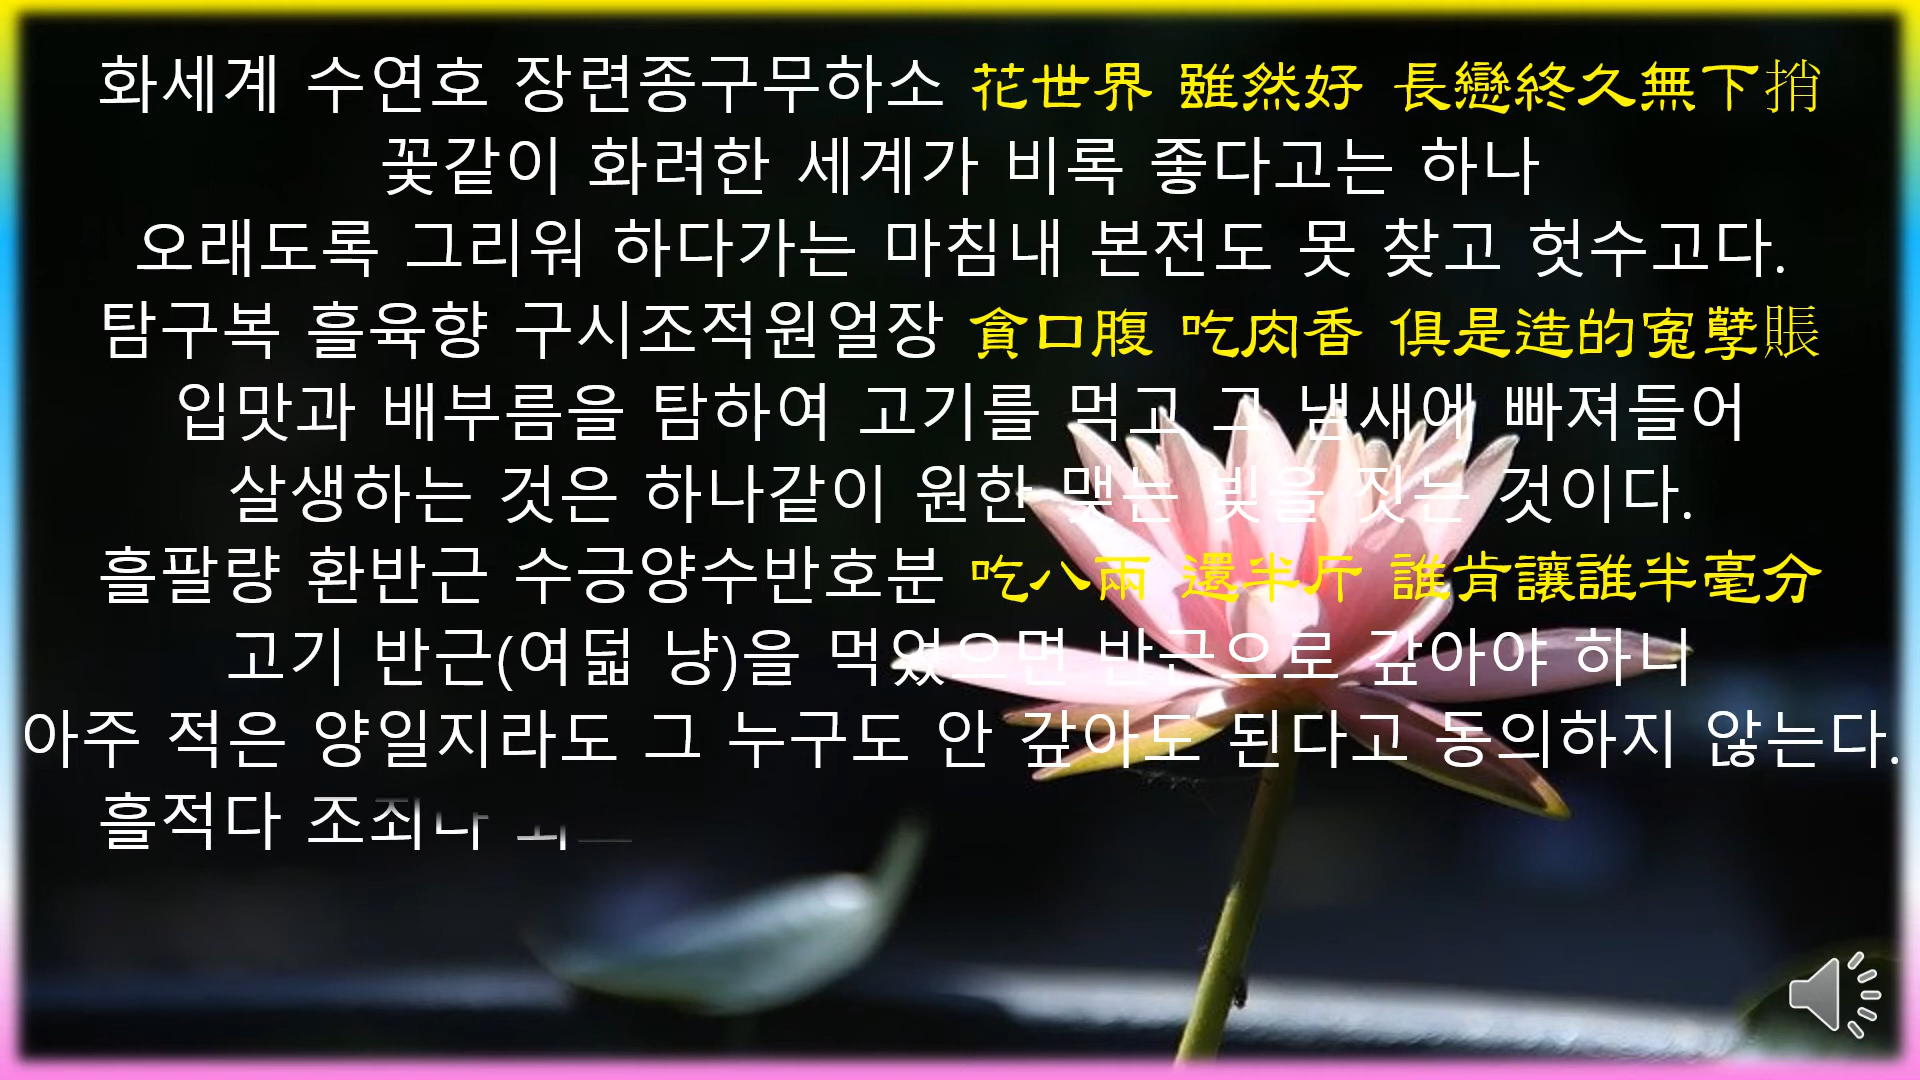 화세계 수연호 장련종구무하소 花世界 雖然好 長戀終久無下捎
꽃같이 화려한 세계가 비록 좋다고는 하나
오래도록 그리워 하다가는 마침내 본전도 못 찾고 헛수고다.
탐구복 흘육향 구시조적원얼장 貪口腹 吃肉香 俱是造的寃孽賬
입맛과 배부름을 탐하여 고기를 먹고 그 냄새에 빠져들어
살생하는 것은 하나같이 원한 맺는 빚을 짓는 것이다.
흘팔량 환반근 수긍양수반호분 吃八兩 還半斤 誰肯讓誰半毫分
고기 반근(여덟 냥)을 먹었으면 반근으로 갚아야 하니
아주 적은 양일지라도 그 누구도 안 갚아도 된다고 동의하지 않는다.
흘적다 조죄